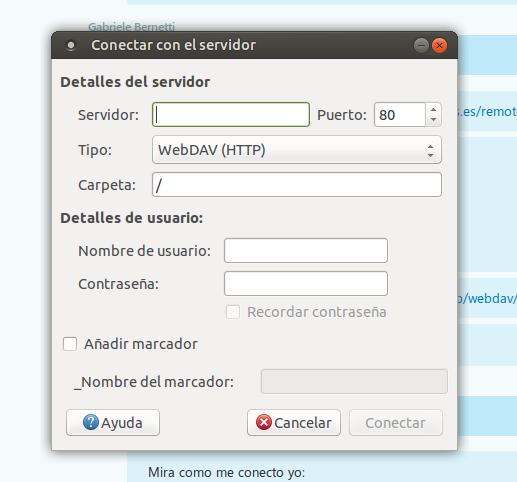 Gabriele Bernetti
Conectar con el servidor
Detalles del servidor
Servidor: Puerto: 80
s.es/remot
Tipo: WebDAV (HTTP)
Carpeta: /
Detalles de usuario:
Nombre de usuario:
Contraseña:
o/webdav/
Recordar contraseña
Añadir marcador
_Nombre del marcador:
Ayuda Cancelar Conectar
Mira como me conecto yo: